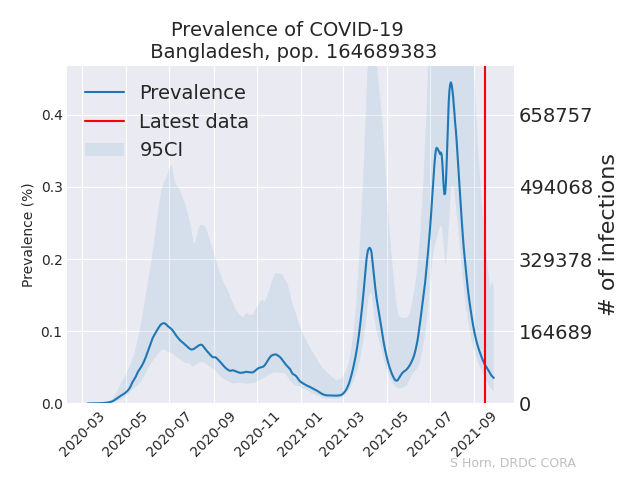 Prevalence of COVID-19
Bangladesh, pop. 164689383
Prevalence
Latest data
95CI
Prevalence (%)
0.4
0.3
0.2
0.1
0.0
658757
494068
329378
164689
0
# of infections
2020-03
2020-05
2020-07
2020-09
2020-11
2021-01
2021-03
2021-05
2021-07
2021-09
S Horn, DRDC CORA